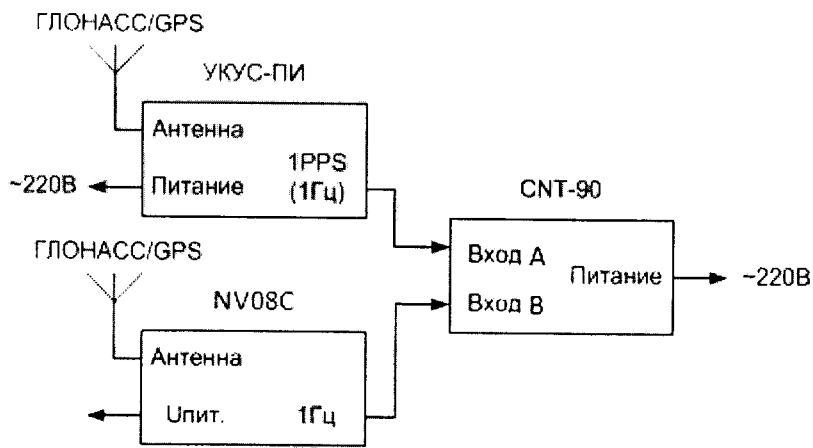 ГЛОНАСС/GPS
УКУС-ПИ
Антенна
1PPS
~220В
Питание
(1Гц)
CNT-90
ГЛОНАСС/GPS
Вход А
Питание
~220В
NV08C
Вход В
Антенна
Uпит.
1Гц